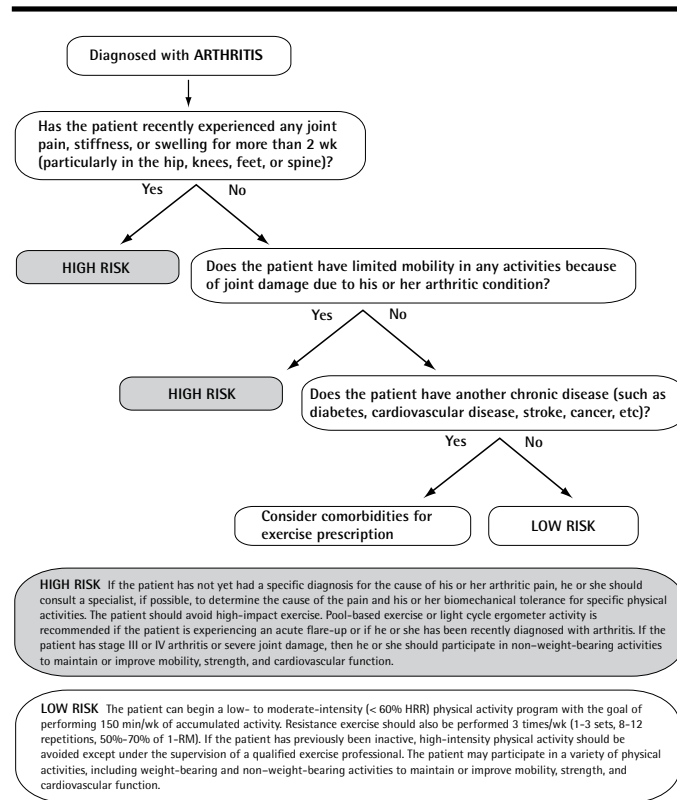 Diagnosed with ARTHRITIS
Has the patient recently experienced any joint
pain, stiffness, or swelling for more than 2 wk
(particularly in the hip, knees, feet, or spine)?
Yes
No
HIGH RISK
Does the patient have limited mobility in any activities because
of joint damage due to his or her arthritic condition?
Yes
No
HIGH RISK
Does the patient have another chronic disease (such as
diabetes, cardiovascular disease, stroke, cancer, etc)?
Yes
No
Consider comorbidities for
exercise prescription
LOW RISK
HIGH RISK If the patient has not yet had a specific diagnosis for the cause of his or her arthritic pain, he or she should
consult a specialist, if possible, to determine the cause of the pain and his or her biomechanical tolerance for specific physical
activities. The patient should avoid high-impact exercise. Pool-based exercise or light cycle ergometer activity is
recommended if the patient is experiencing an acute flare-up or if he or she has been recently diagnosed with arthritis. If the
patient has stage III or IV arthritis or severe joint damage, then he or she should participate in non–weight-bearing activities
to maintain or improve mobility, strength, and cardiovascular function.
LOW RISK The patient can begin a low- to moderate-intensity (< 60% HRR) physical activity program with the goal of
performing 150 min/wk of accumulated activity. Resistance exercise should also be performed 3 times/wk (1-3 sets, 8-12
repetitions, 50%-70% of 1-RM). If the patient has previously been inactive, high-intensity physical activity should be
avoided except under the supervision of a qualified exercise professional. The patient may participate in a variety of physical
activities, including weight-bearing and non–weight-bearing activities to maintain or improve mobility, strength, and
cardiovascular function.